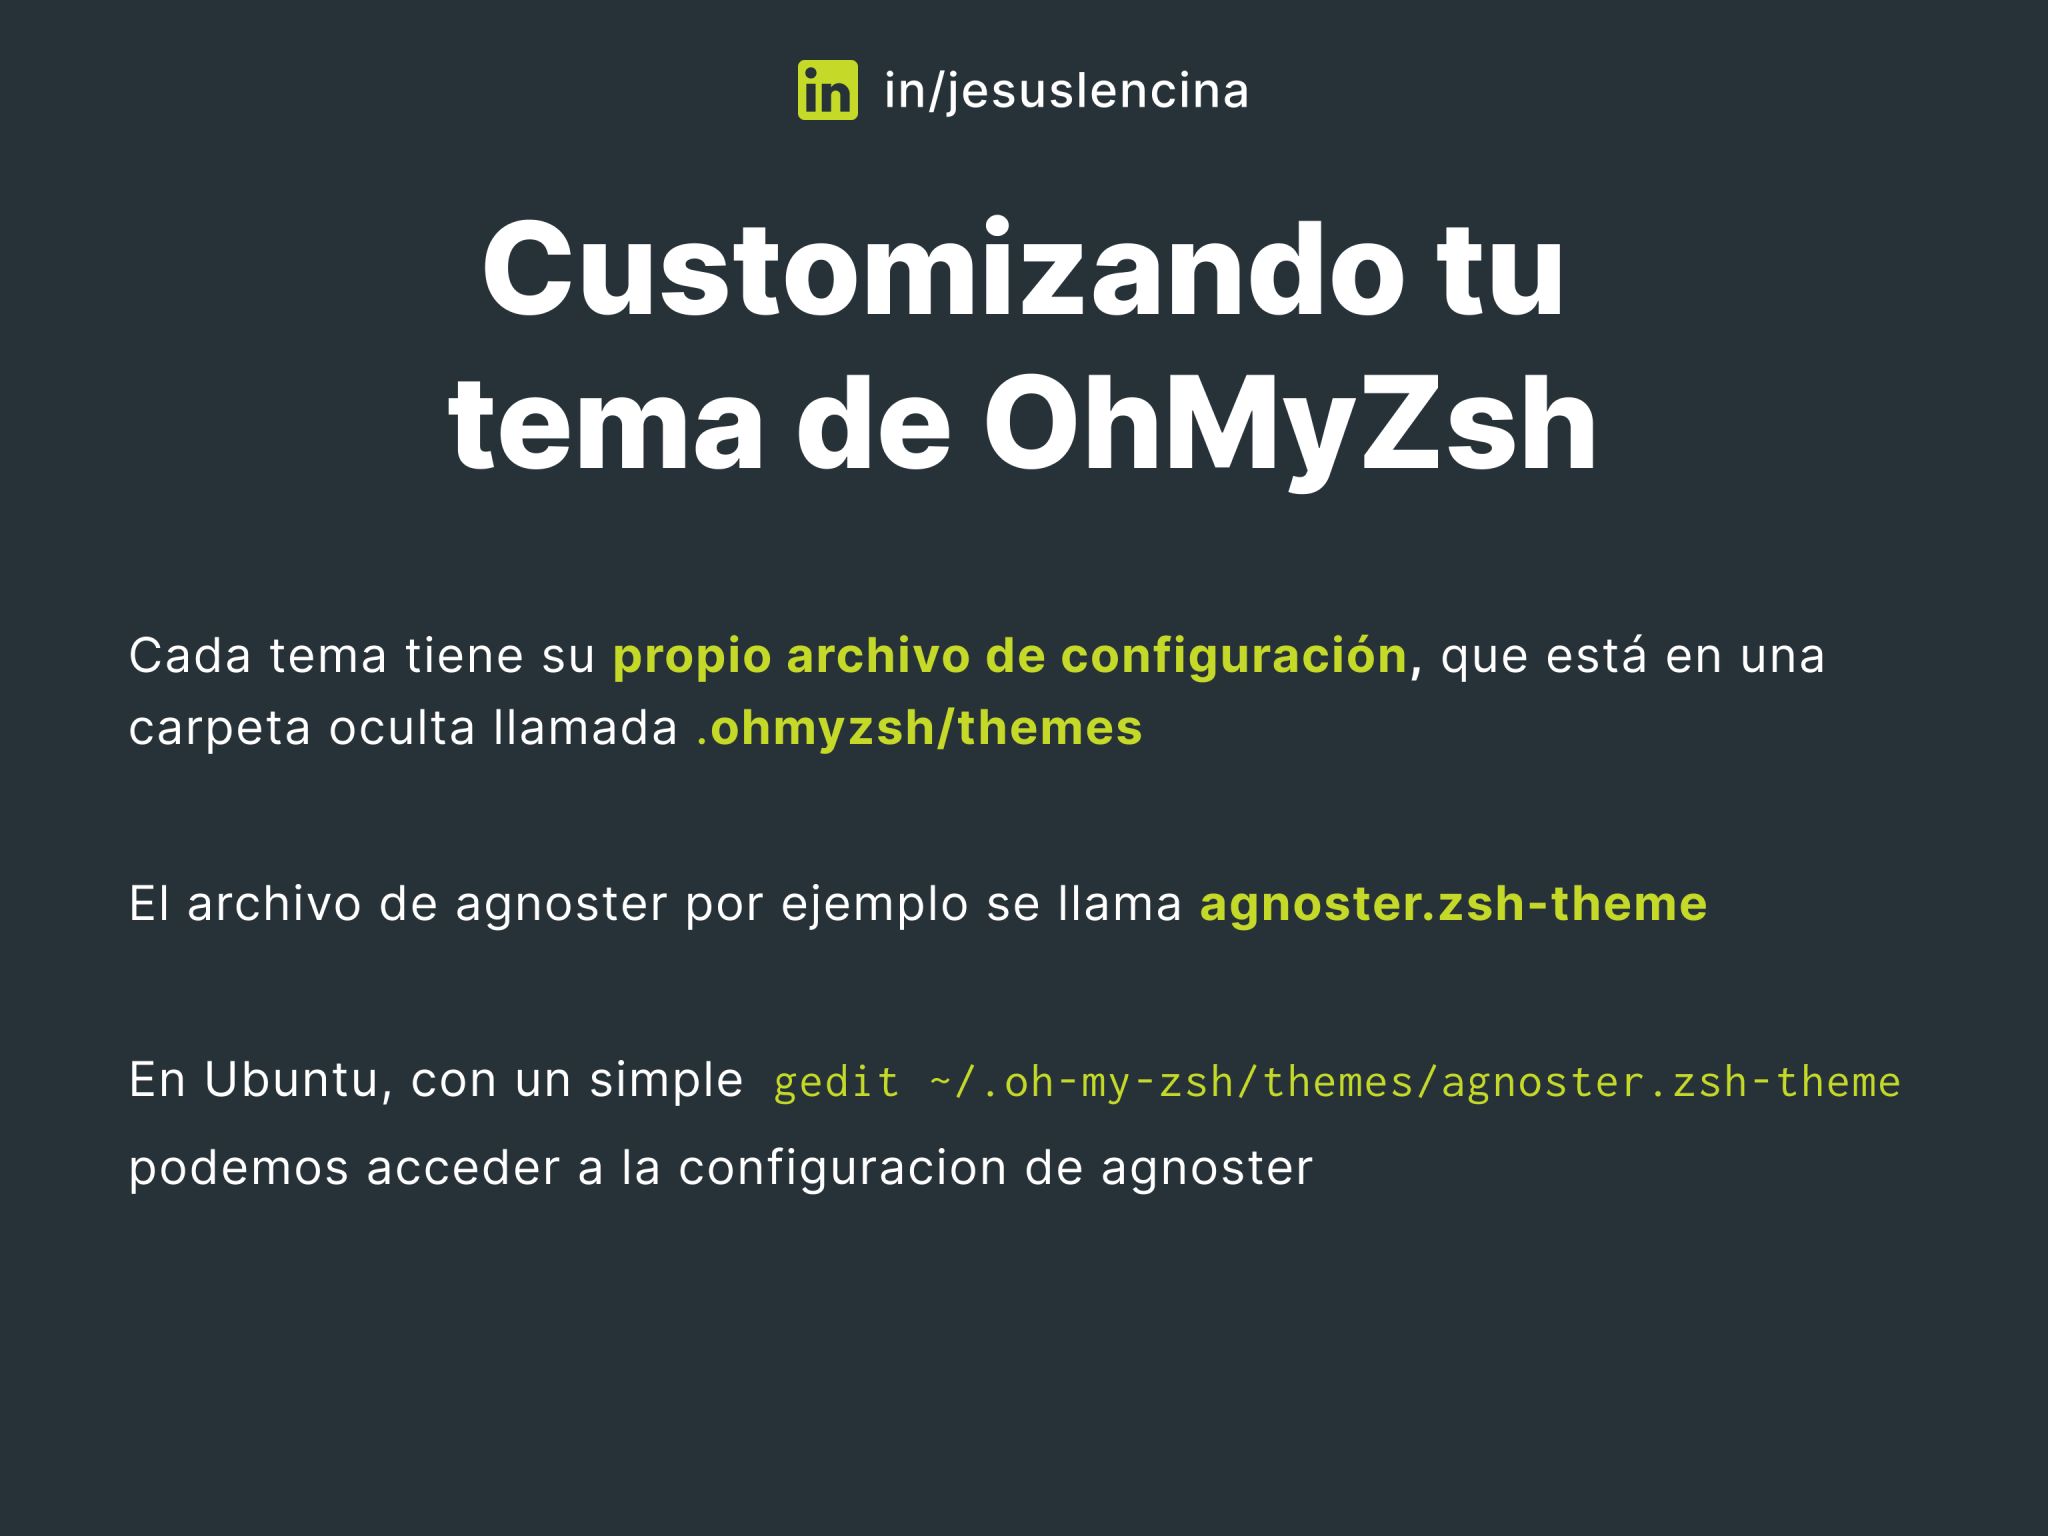 in in/jesuslencina
Customizando tu
tema de OhMyZsh
Cada tema tiene su propio archivo de configuración, que está en una
carpeta oculta llamada .ohmyzsh/themes
El archivo de agnoster por ejemplo se llama agnoster.zsh-theme
En Ubuntu, con un simple gedit ~/.oh-my-zsh/themes/agnoster.zsh-theme
podemos acceder a la configuracion de agnoster